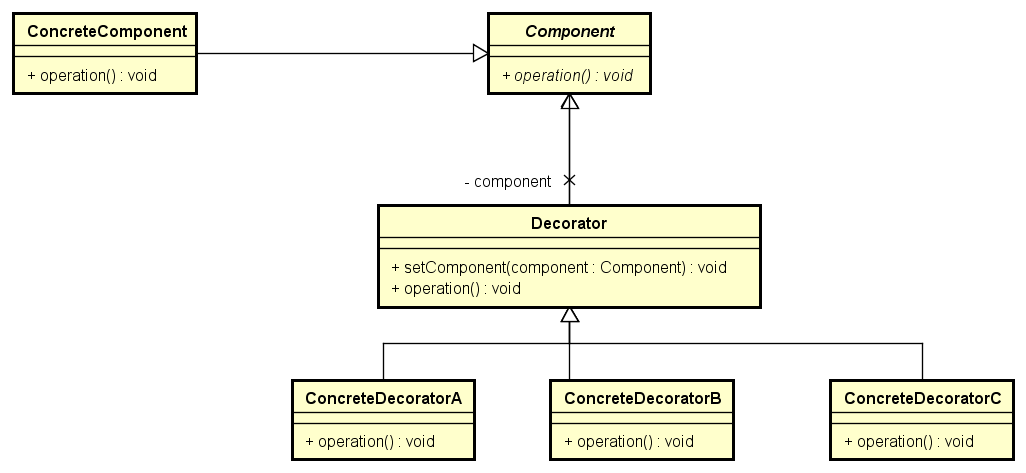 ConcreteComponent
+ operation() : void
Component
+ operation() : void
- component
Decorator
+ setComponent(component : Component) : void
+ operation() : void
ConcreteDecoratorA
+ operation() : void
ConcreteDecoratorB
+ operation() : void
ConcreteDecoratorC
+ operation() : void